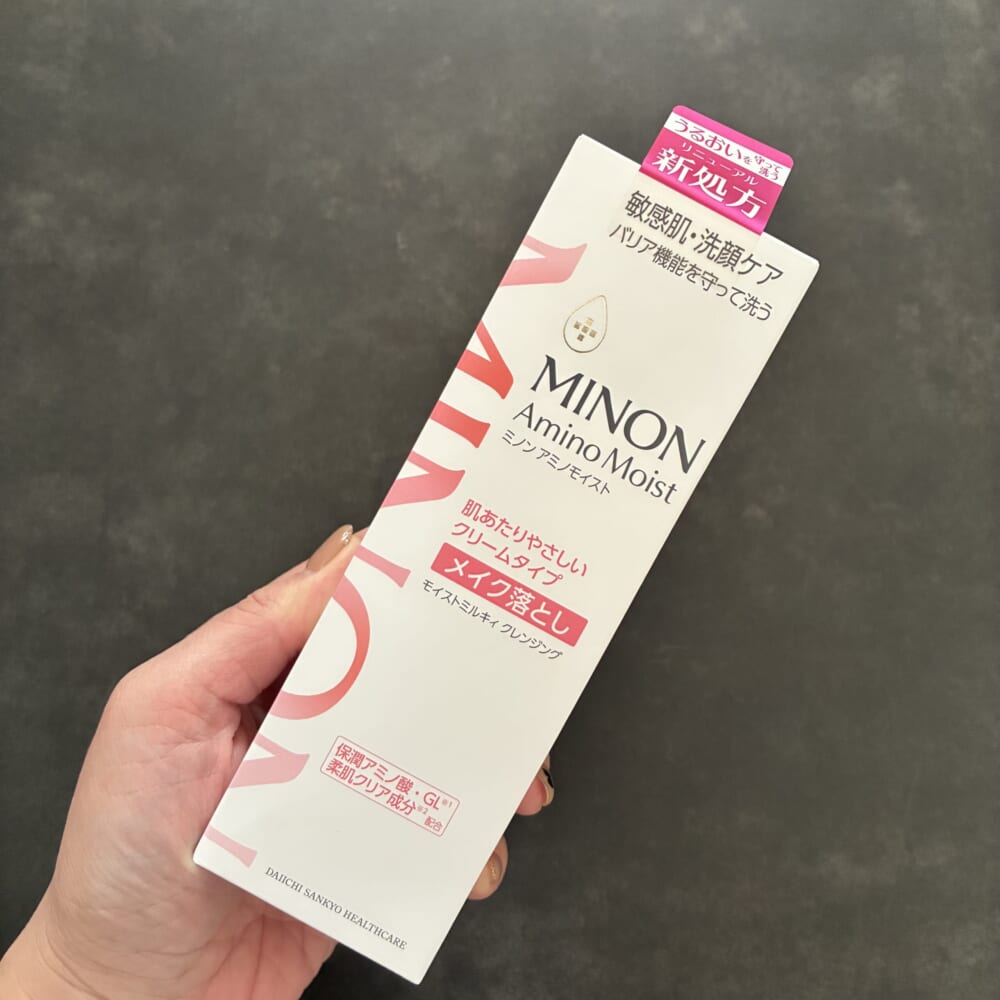 うるおいを守って洗う
リニューアル
新処方
敏感肌・洗顔ケア
バリア機能を守って洗う
MINON
Amino Moist
ミノン アミノモイスト
肌あたりやさしい
クリームタイプ
メイク落とし
モイストミルキィ クレンジング
保潤アミノ酸・GL※1
柔肌クリア成分※2 配合
DAIICHI SANKYO HEALTHCARE
MINON